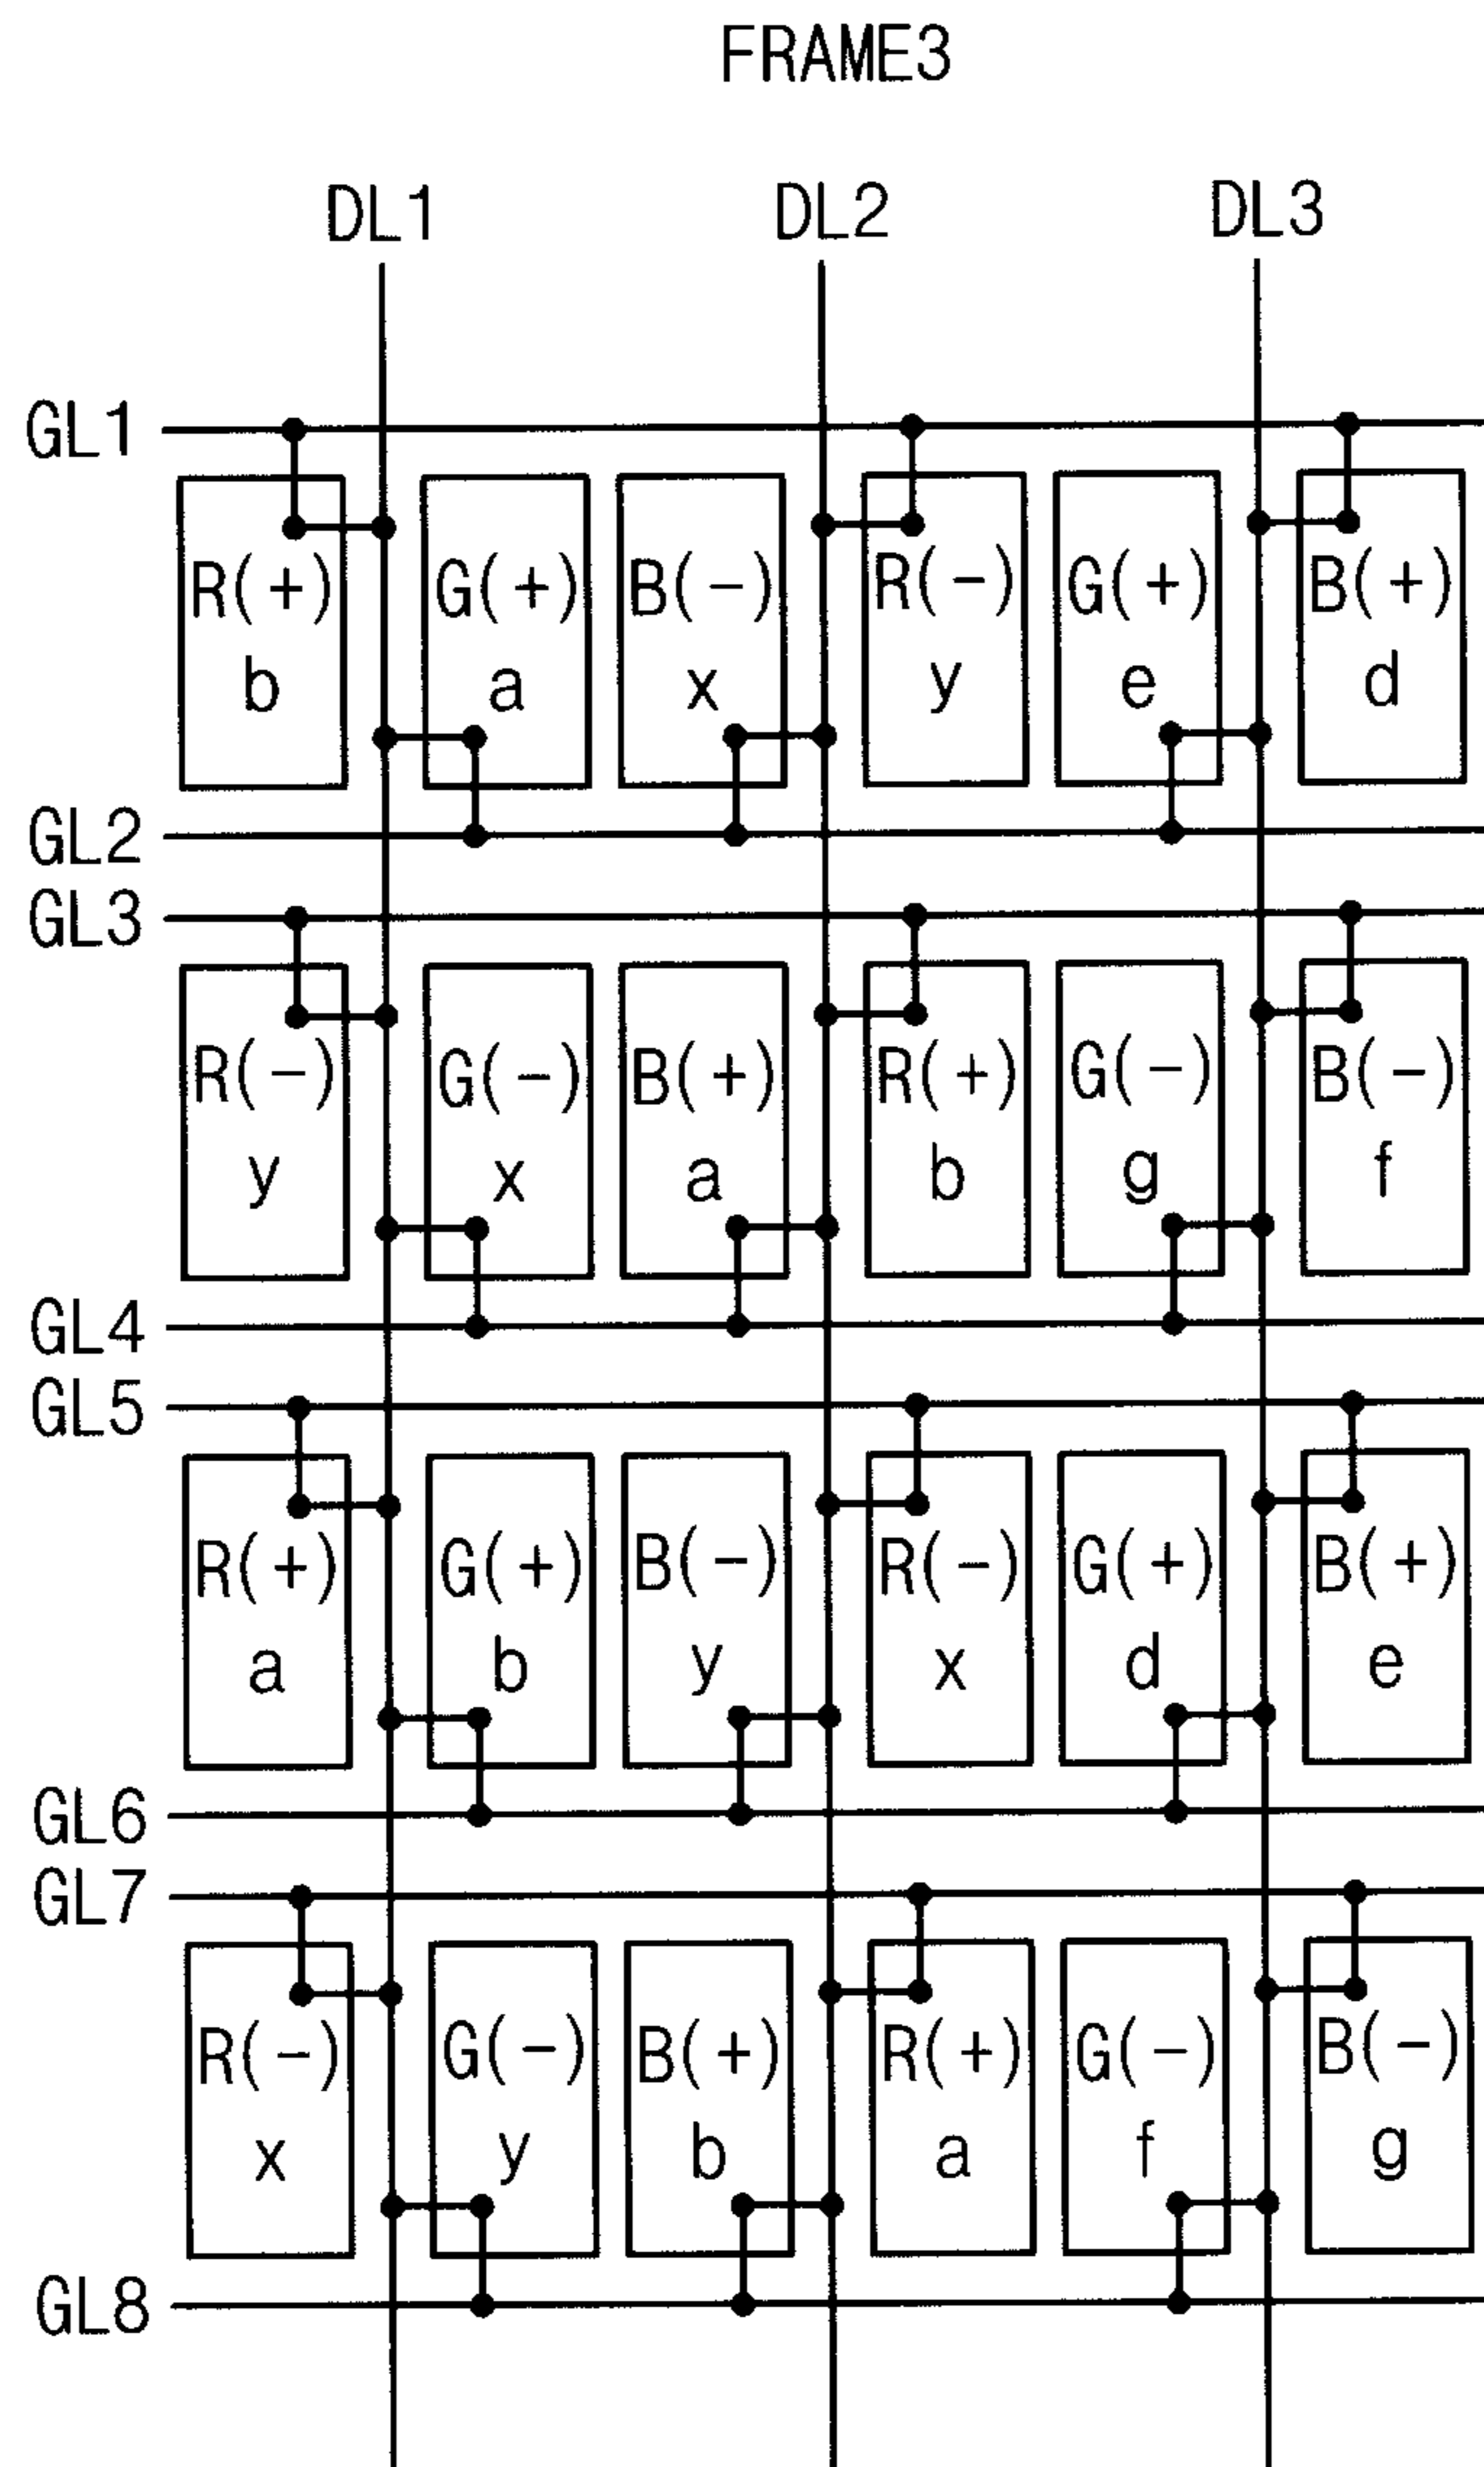 FRAME3
DL1 DL2 DL3
GL1
R(+) G(+) B(-) R(-) G(+) B(+)
b a x y e d
GL2
GL3
R(-) G(-) B(+) R(+) G(-) B(-)
y x a b g f
GL4
GL5
R(+) G(+) B(-) R(-) G(+) B(+)
a b y x d e
GL6
GL7
R(-) G(-) B(+) R(+) G(-) B(-)
x y b a f g
GL8